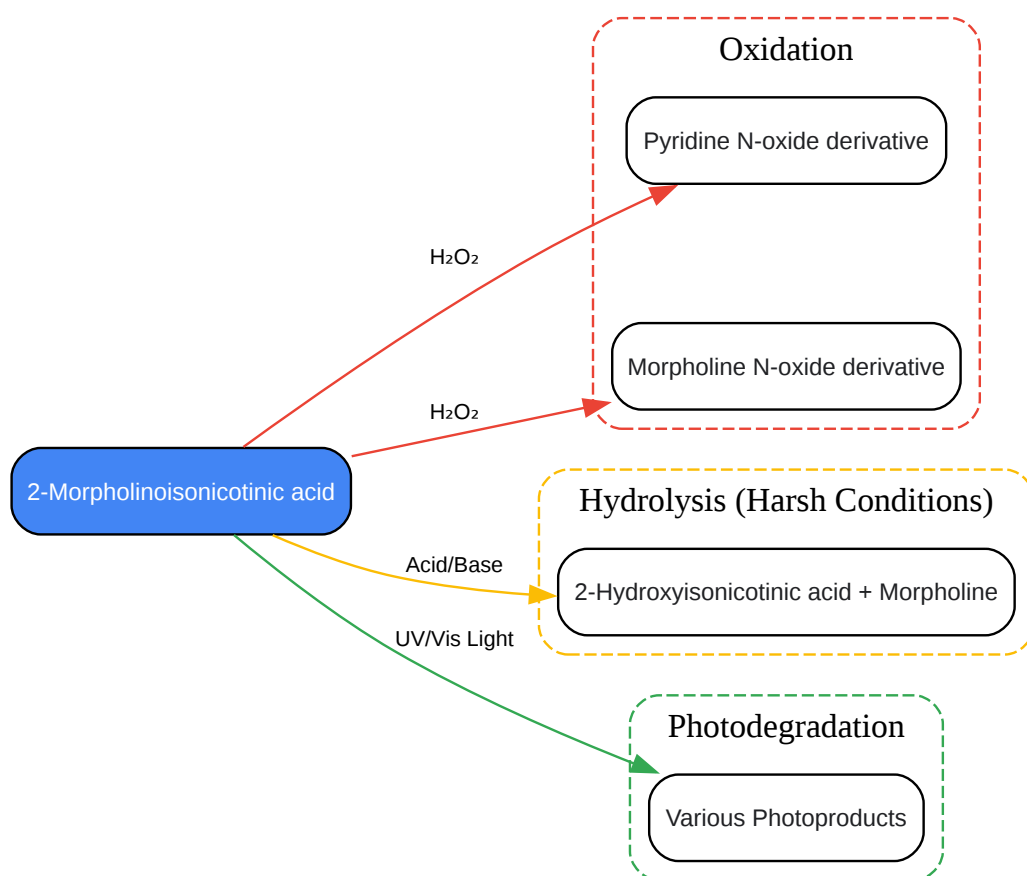 Oxidation
Pyridine N-oxide derivative
H₂O₂
Morpholine N-oxide derivative
H₂O₂
2-Morpholinoisonicotinic acid
Hydrolysis (Harsh Conditions)
Acid/Base
2-Hydroxyisonicotinic acid + Morpholine
UV/Vis Light
Photodegradation
Various Photoproducts